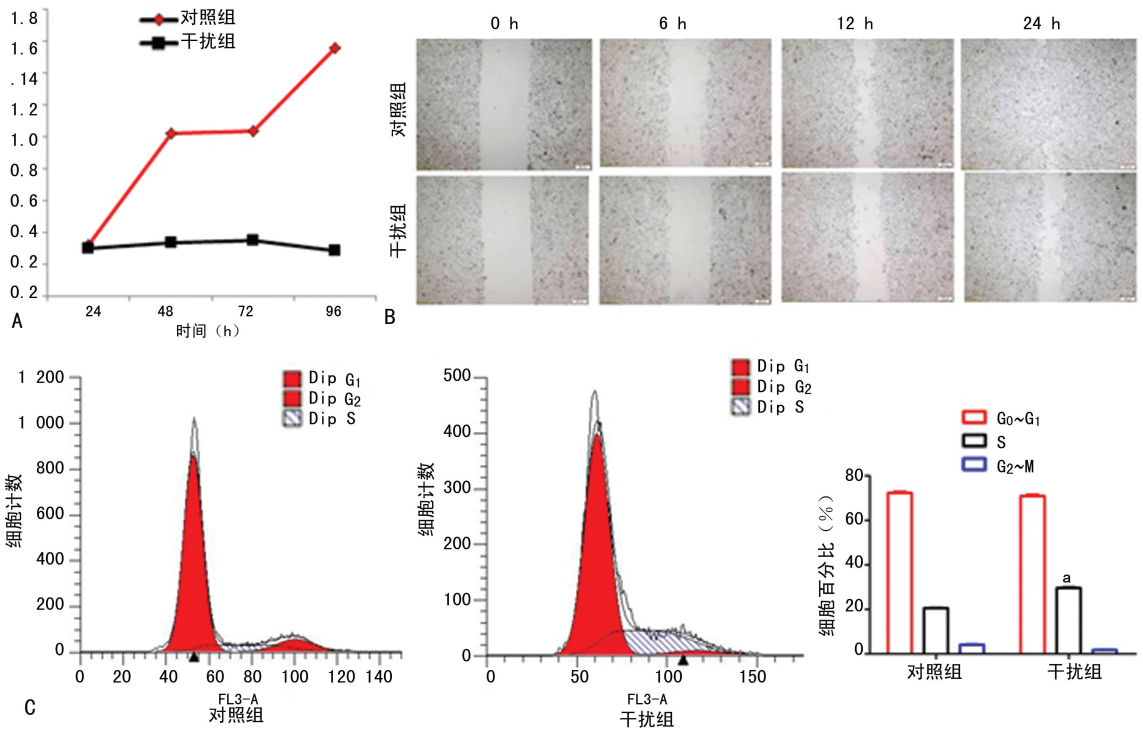 1.8
1.6
.14
1.2
1.0
0.8
0.6
0.4
0.2
0.2
对照组
干扰组
24 48 72 96
时间（h）
A
0 h 6 h 12 h 24 h
对照组
干扰组
B
1 200
1 000
800
600
400
200
0
细胞计数
Dip G1
Dip G2
Dip S
0 20 40 60 80 100 120 140
FL3-A
对照组
C
500
400
300
200
100
0
细胞计数
Dip G1
Dip G2
Dip S
0 50 100 150
FL3-A
干扰组
G0~G1
S
G2~M
80
60
40
20
0
细胞百分比（%）
a
对照组 干扰组